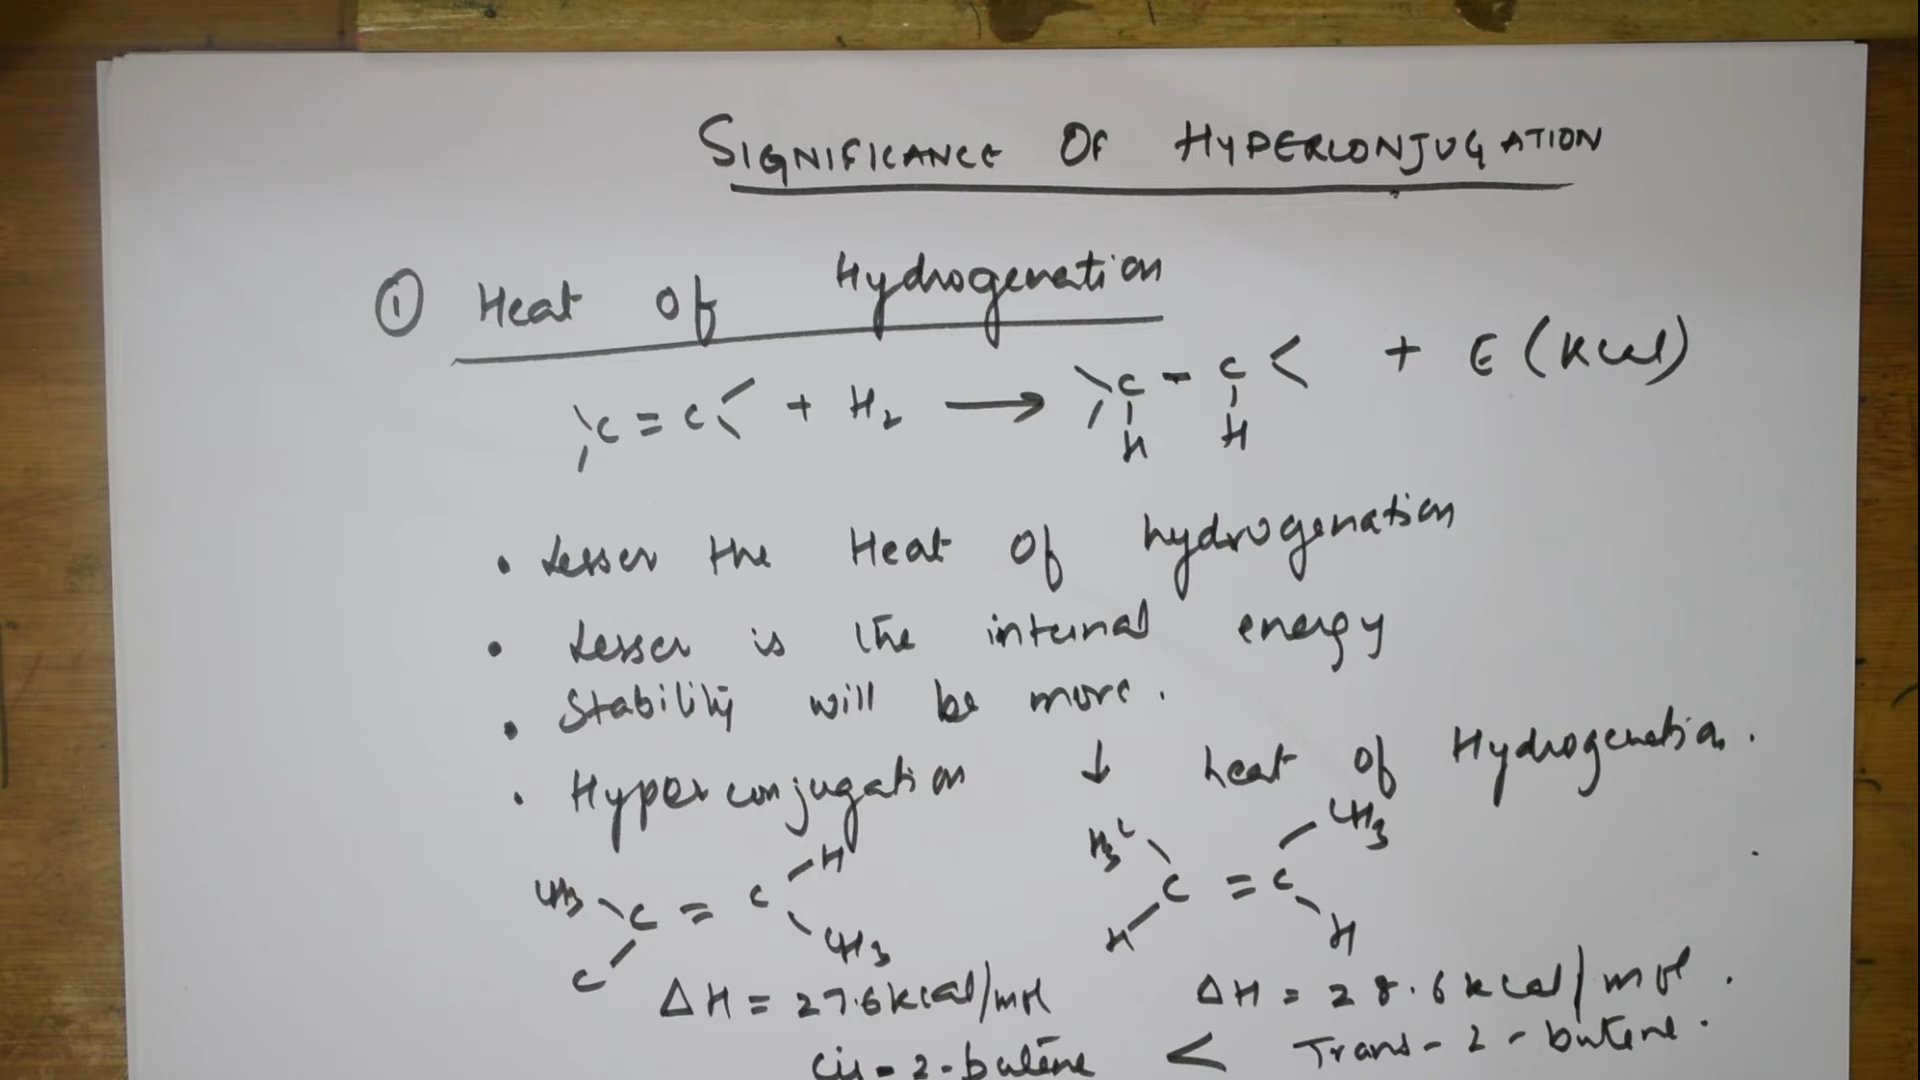 SIGNIFICANCE OF HYPERCONJUGATION
① Heat of Hydrogenation
C = C + H2 → C - C + E (Kcal)
H H
• Lesser the Heat Of hydrogenation
• Lesser is the internal energy
• Stability will be more.
• Hyperconjugation ↓ heat of Hydrogenation.
CH3 C = C H H3C C = C CH3
C CH3 H H
ΔH = 27.6 kcal/mol ΔH = 28.6 kcal/mol.
cis-2-butene < Trans-2-butene.